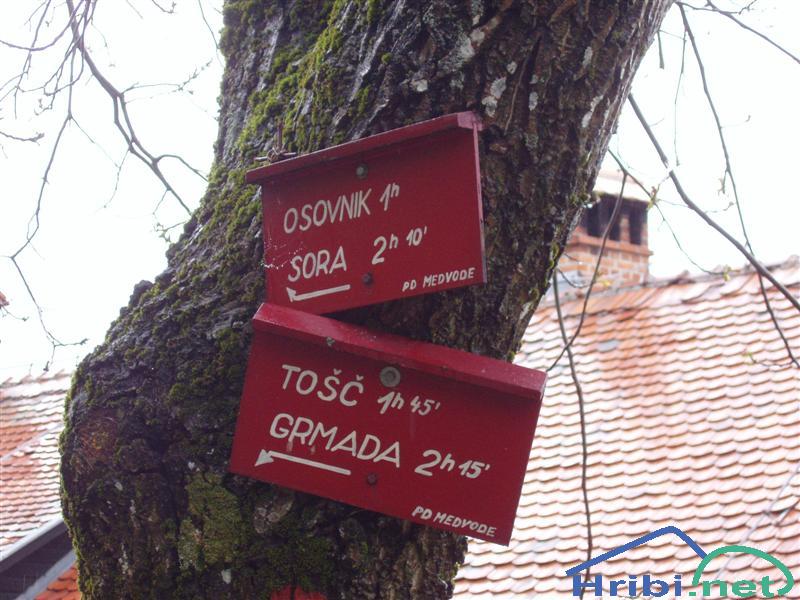 OSOVNIK 1h
SORA 2h 10'
PD MEDVODE
TOŠČ 1h 45'
GRMADA 2h 15'
PD MEDVODE
Hribi.net